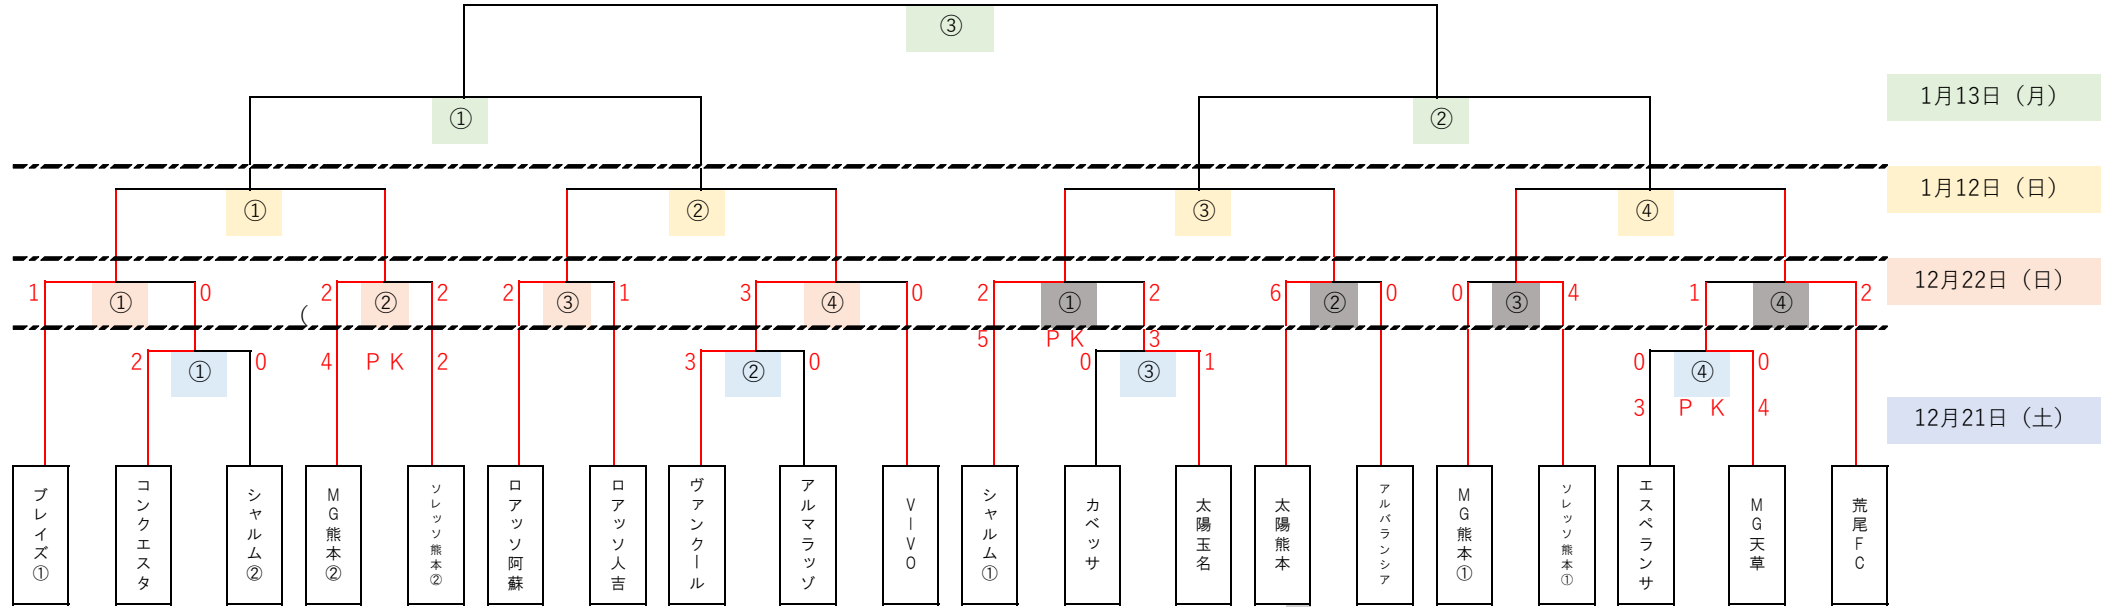 ③
1月13日（月）
① ②
1月12日（日）
① ② ③ ④
12月22日（日）
1 ① 0 2 ② 2 2 ③ 1 3 ④ 0 2 ① 2 6 ② 0 0 ③ 4 1 ④ 2
(
5 ＰＫ 3
2 ① 0 4 ＰＫ 2 3 ② 0 0 ③ 1 0 ④ 0
3 Ｐ Ｋ 4
12月21日（土）
ブレイズ①
コンクエスタ
シャルム②
ＭＧ熊本②
ソレッソ熊本②
ロアッソ阿蘇
ロアッソ人吉
ヴァンクール
アルマラッゾ
ＶＩＶＯ
シャルム①
カベッサ
太陽玉名
太陽熊本
アルバランシア
ＭＧ熊本①
ソレッソ熊本①
エスペランサ
ＭＧ天草
荒尾ＦＣ